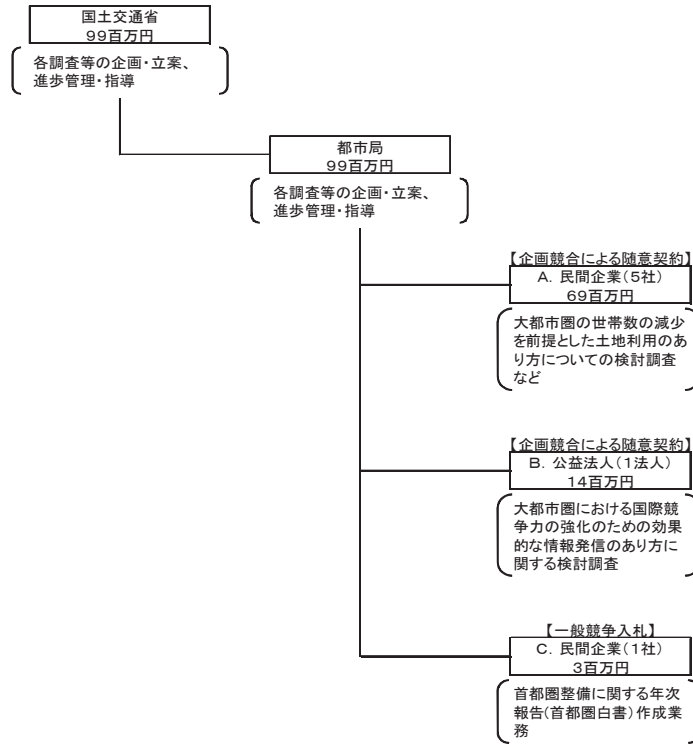 国土交通省
99百万円
各調査等の企画・立案、
進歩管理・指導
都市局
99百万円
各調査等の企画・立案、
進歩管理・指導
【企画競合による随意契約】
A．民間企業（5社）
69百万円
大都市圏の世帯数の減少
を前提とした土地利用のあ
り方についての検討調査
など
【企画競合による随意契約】
B．公益法人（1法人）
14百万円
大都市圏における国際競
争力の強化のための効果
的な情報発信のあり方に
関する検討調査
【一般競争入札】
C．民間企業（1社）
3百万円
首都圏整備に関する年次
報告(首都圏白書)作成業
務